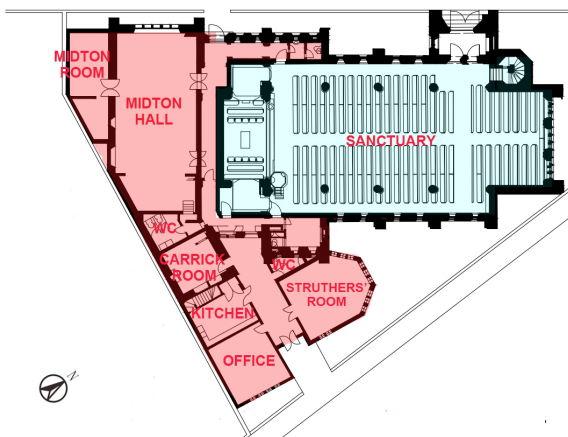 MIDTON
ROOM
MIDTON
HALL
SANCTUARY
WC
CARRICK
ROOM
WC
STRUTHERS'
ROOM
KITCHEN
OFFICE
N